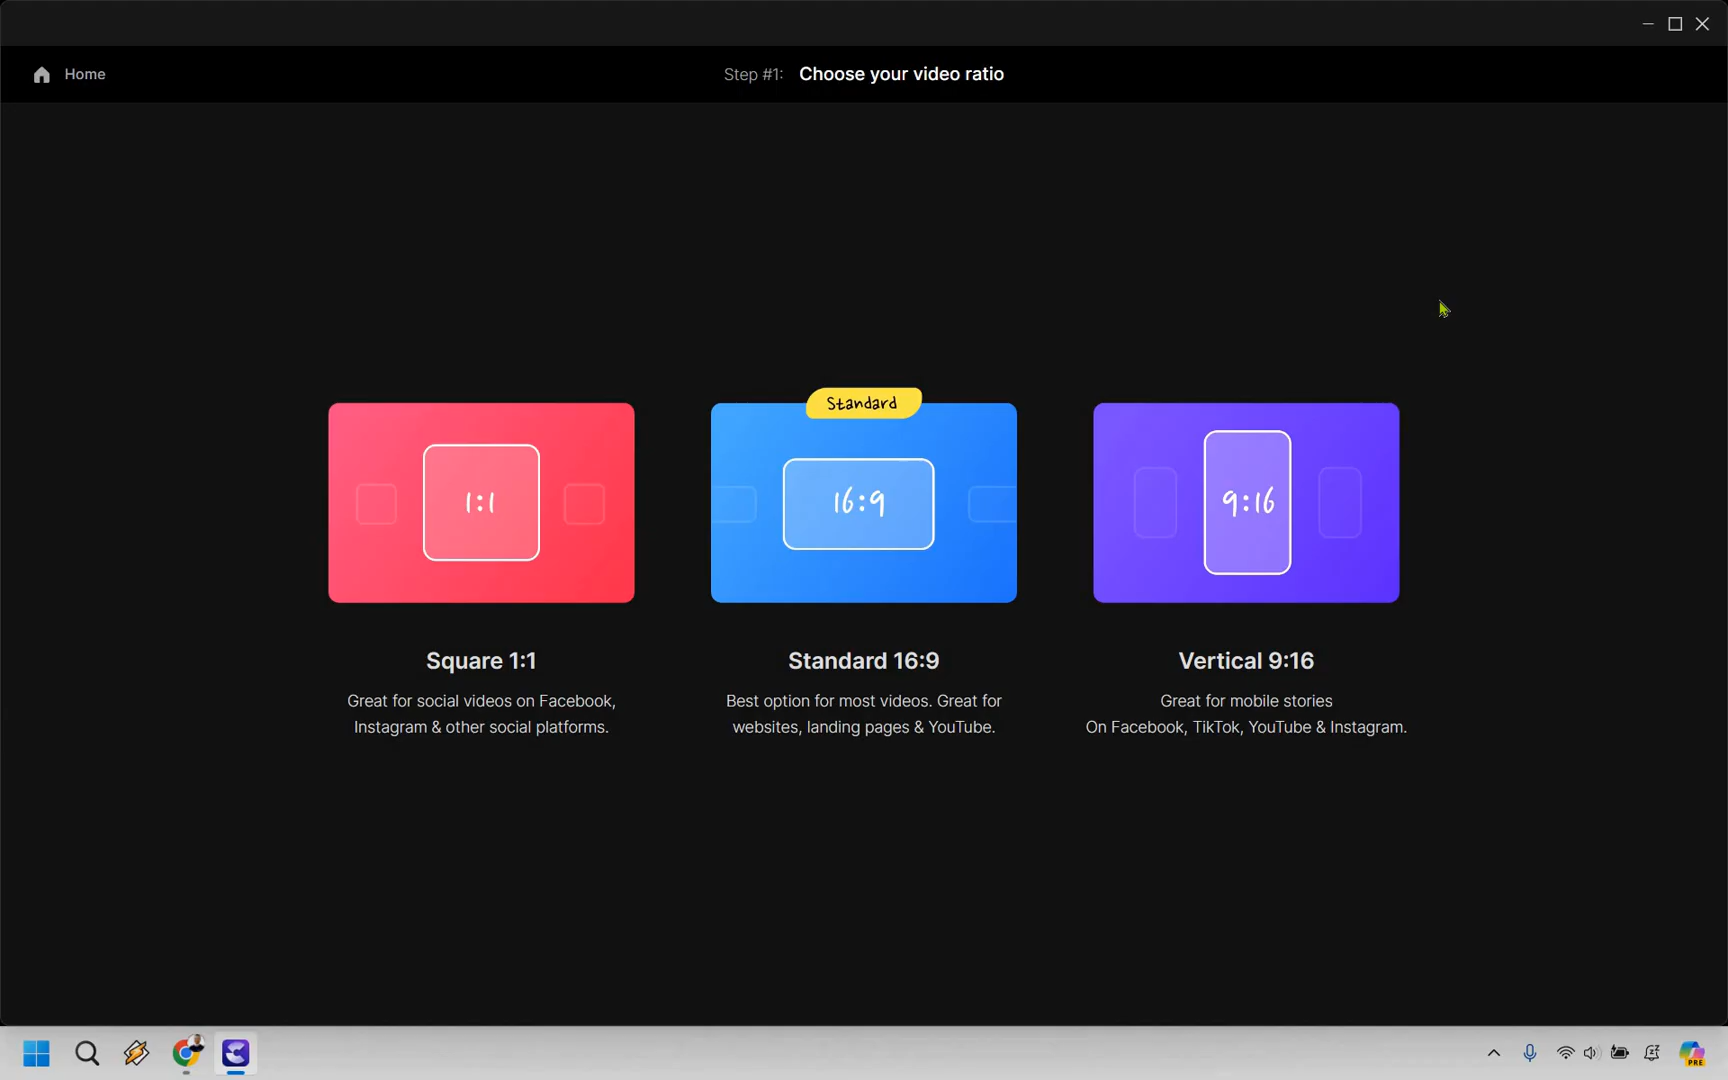 Home
Step #1: Choose your video ratio
1:1
Standard
16:9
9:16
Square 1:1
Great for social videos on Facebook,
Instagram & other social platforms.
Standard 16:9
Best option for most videos. Great for
websites, landing pages & YouTube.
Vertical 9:16
Great for mobile stories
On Facebook, TikTok, YouTube & Instagram.
PRE